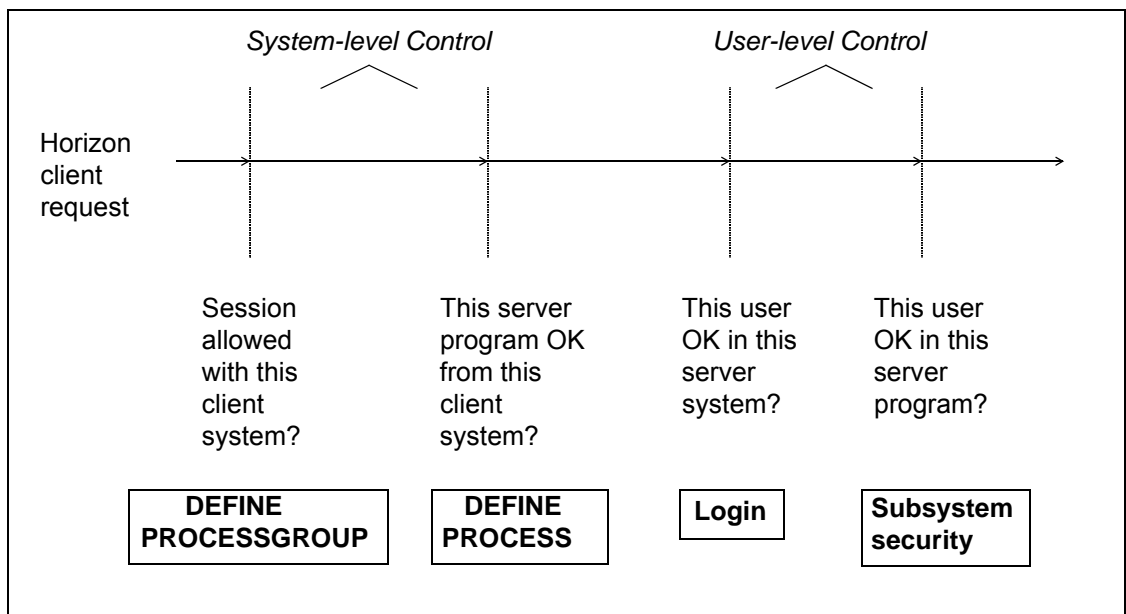 System-level Control
User-level Control
Horizon
client
request
Session
allowed
with this
client
system?
This server
program OK
from this
client
system?
This user
OK in this
server
system?
This user
OK in this
server
program?
DEFINE
PROCESSGROUP
DEFINE
PROCESS
Login
Subsystem
security